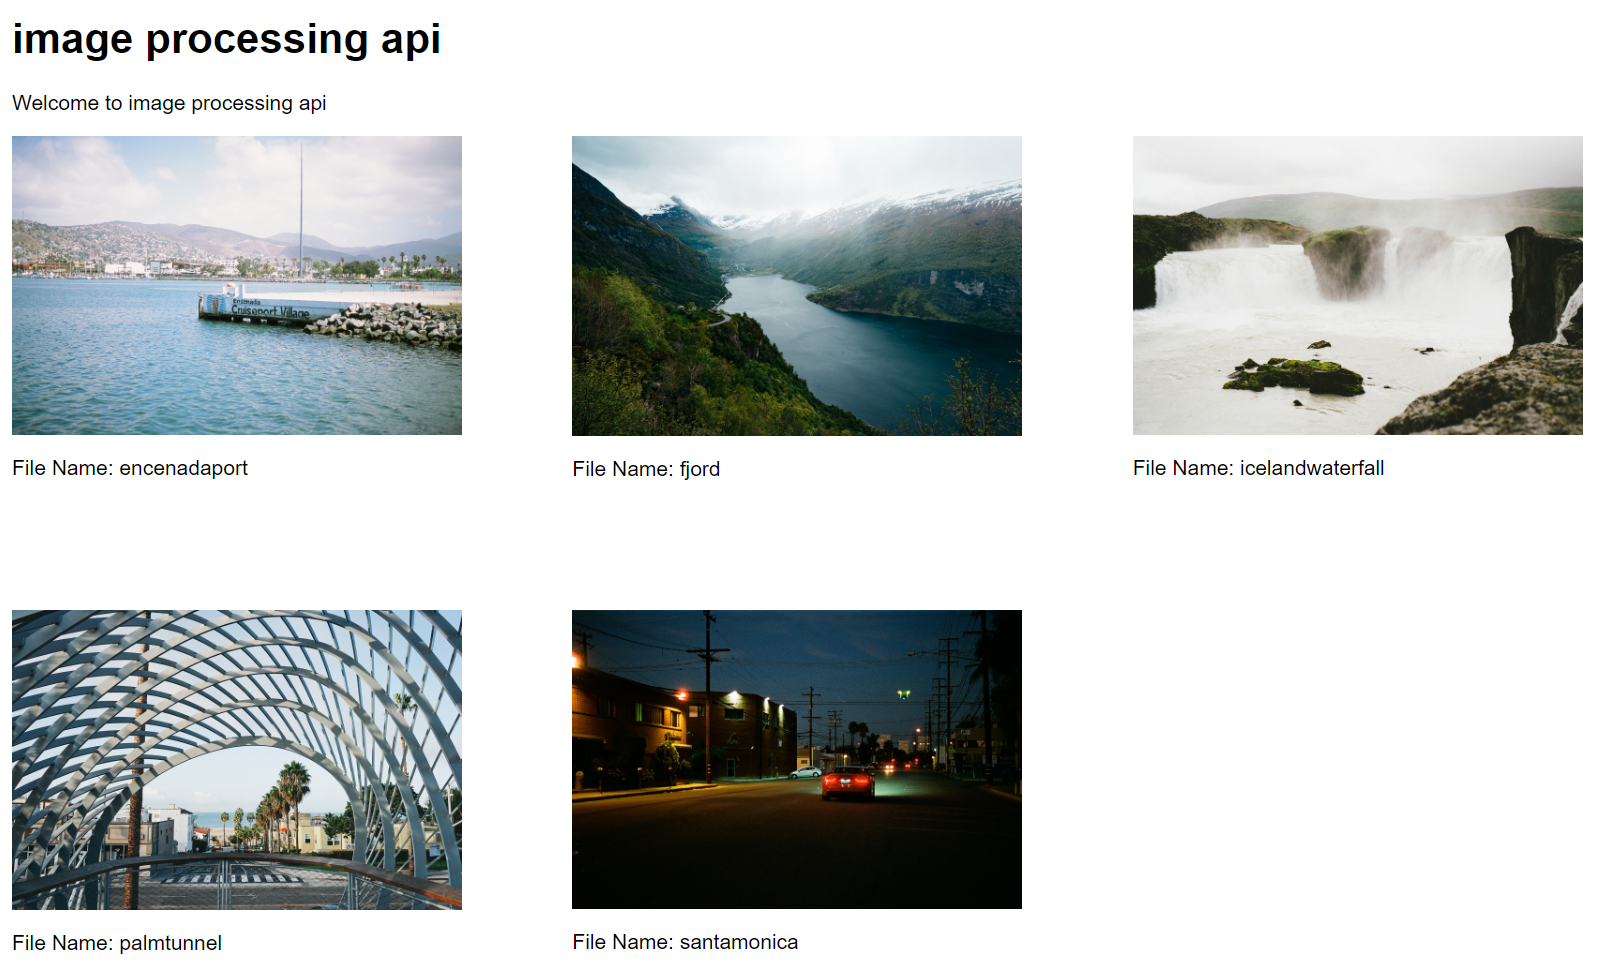 image processing api
Welcome to image processing api
Ensenada
Cruiseport Village
File Name: encenadaport
File Name: fjord
File Name: icelandwaterfall
File Name: palmtunnel
File Name: santamonica